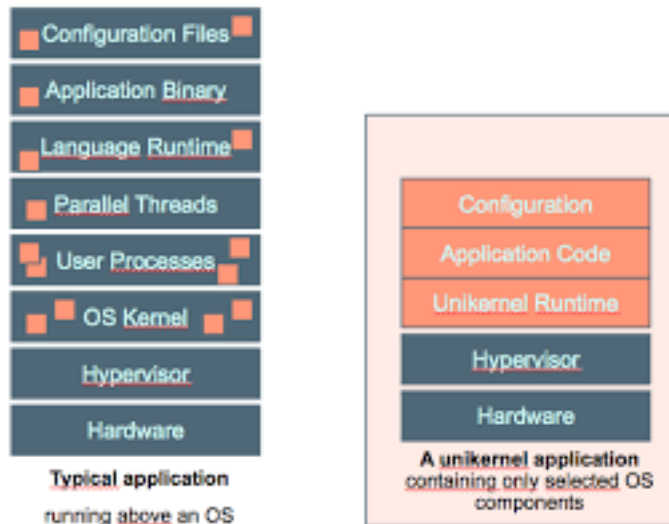 Configuration Files
Application Binary
Language Runtime
Parallel Threads
User Processes
OS Kernel
Hypervisor
Hardware
Typical application
running above an OS
Configuration
Application Code
Unikernel Runtime
Hypervisor
Hardware
A unikernel application
containing only selected OS
components